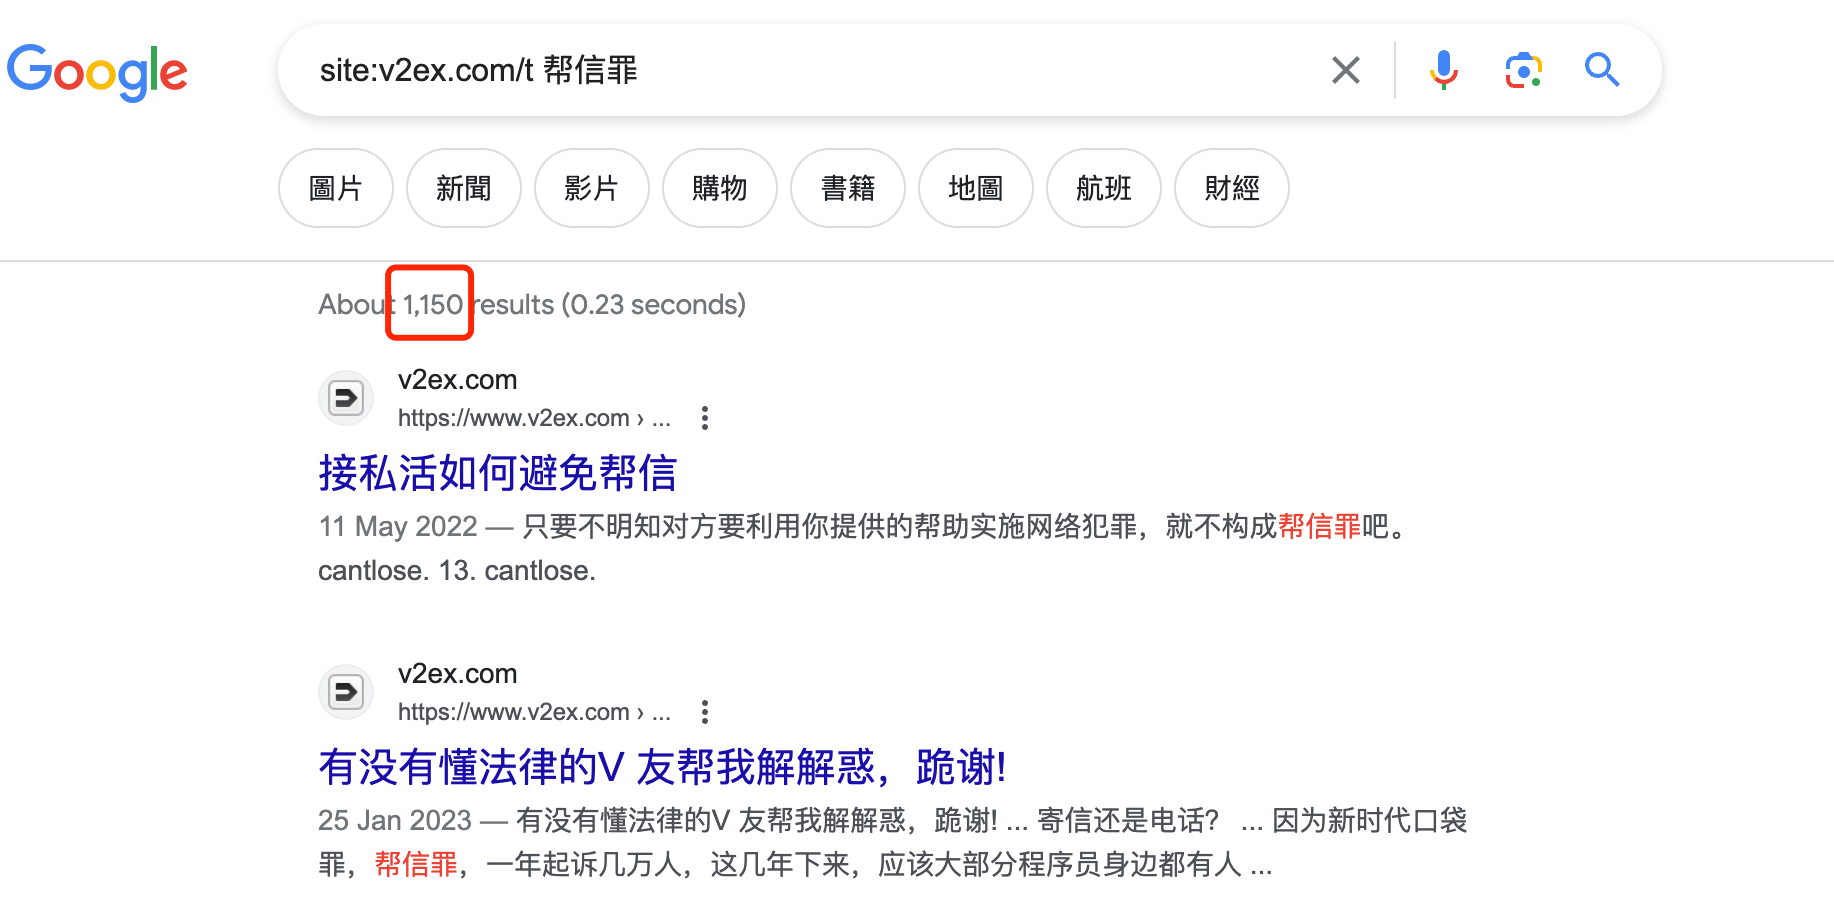 Google
site:v2ex.com/t 帮信罪
圖片 新聞 影片 購物 書籍 地圖 航班 財經
About 1,150 results (0.23 seconds)
v2ex.com
https://www.v2ex.com › ...
接私活如何避免帮信
11 May 2022 — 只要不明知对方要利用你提供的帮助实施网络犯罪，就不构成帮信罪吧。
cantlose. 13. cantlose.
v2ex.com
https://www.v2ex.com › ...
有没有懂法律的V 友帮我解解惑，跪谢!
25 Jan 2023 — 有没有懂法律的V 友帮我解解惑，跪谢! ... 寄信还是电话？ ... 因为新时代口袋
罪，帮信罪，一年起诉几万人，这几年下来，应该大部分程序员身边都有人 ...